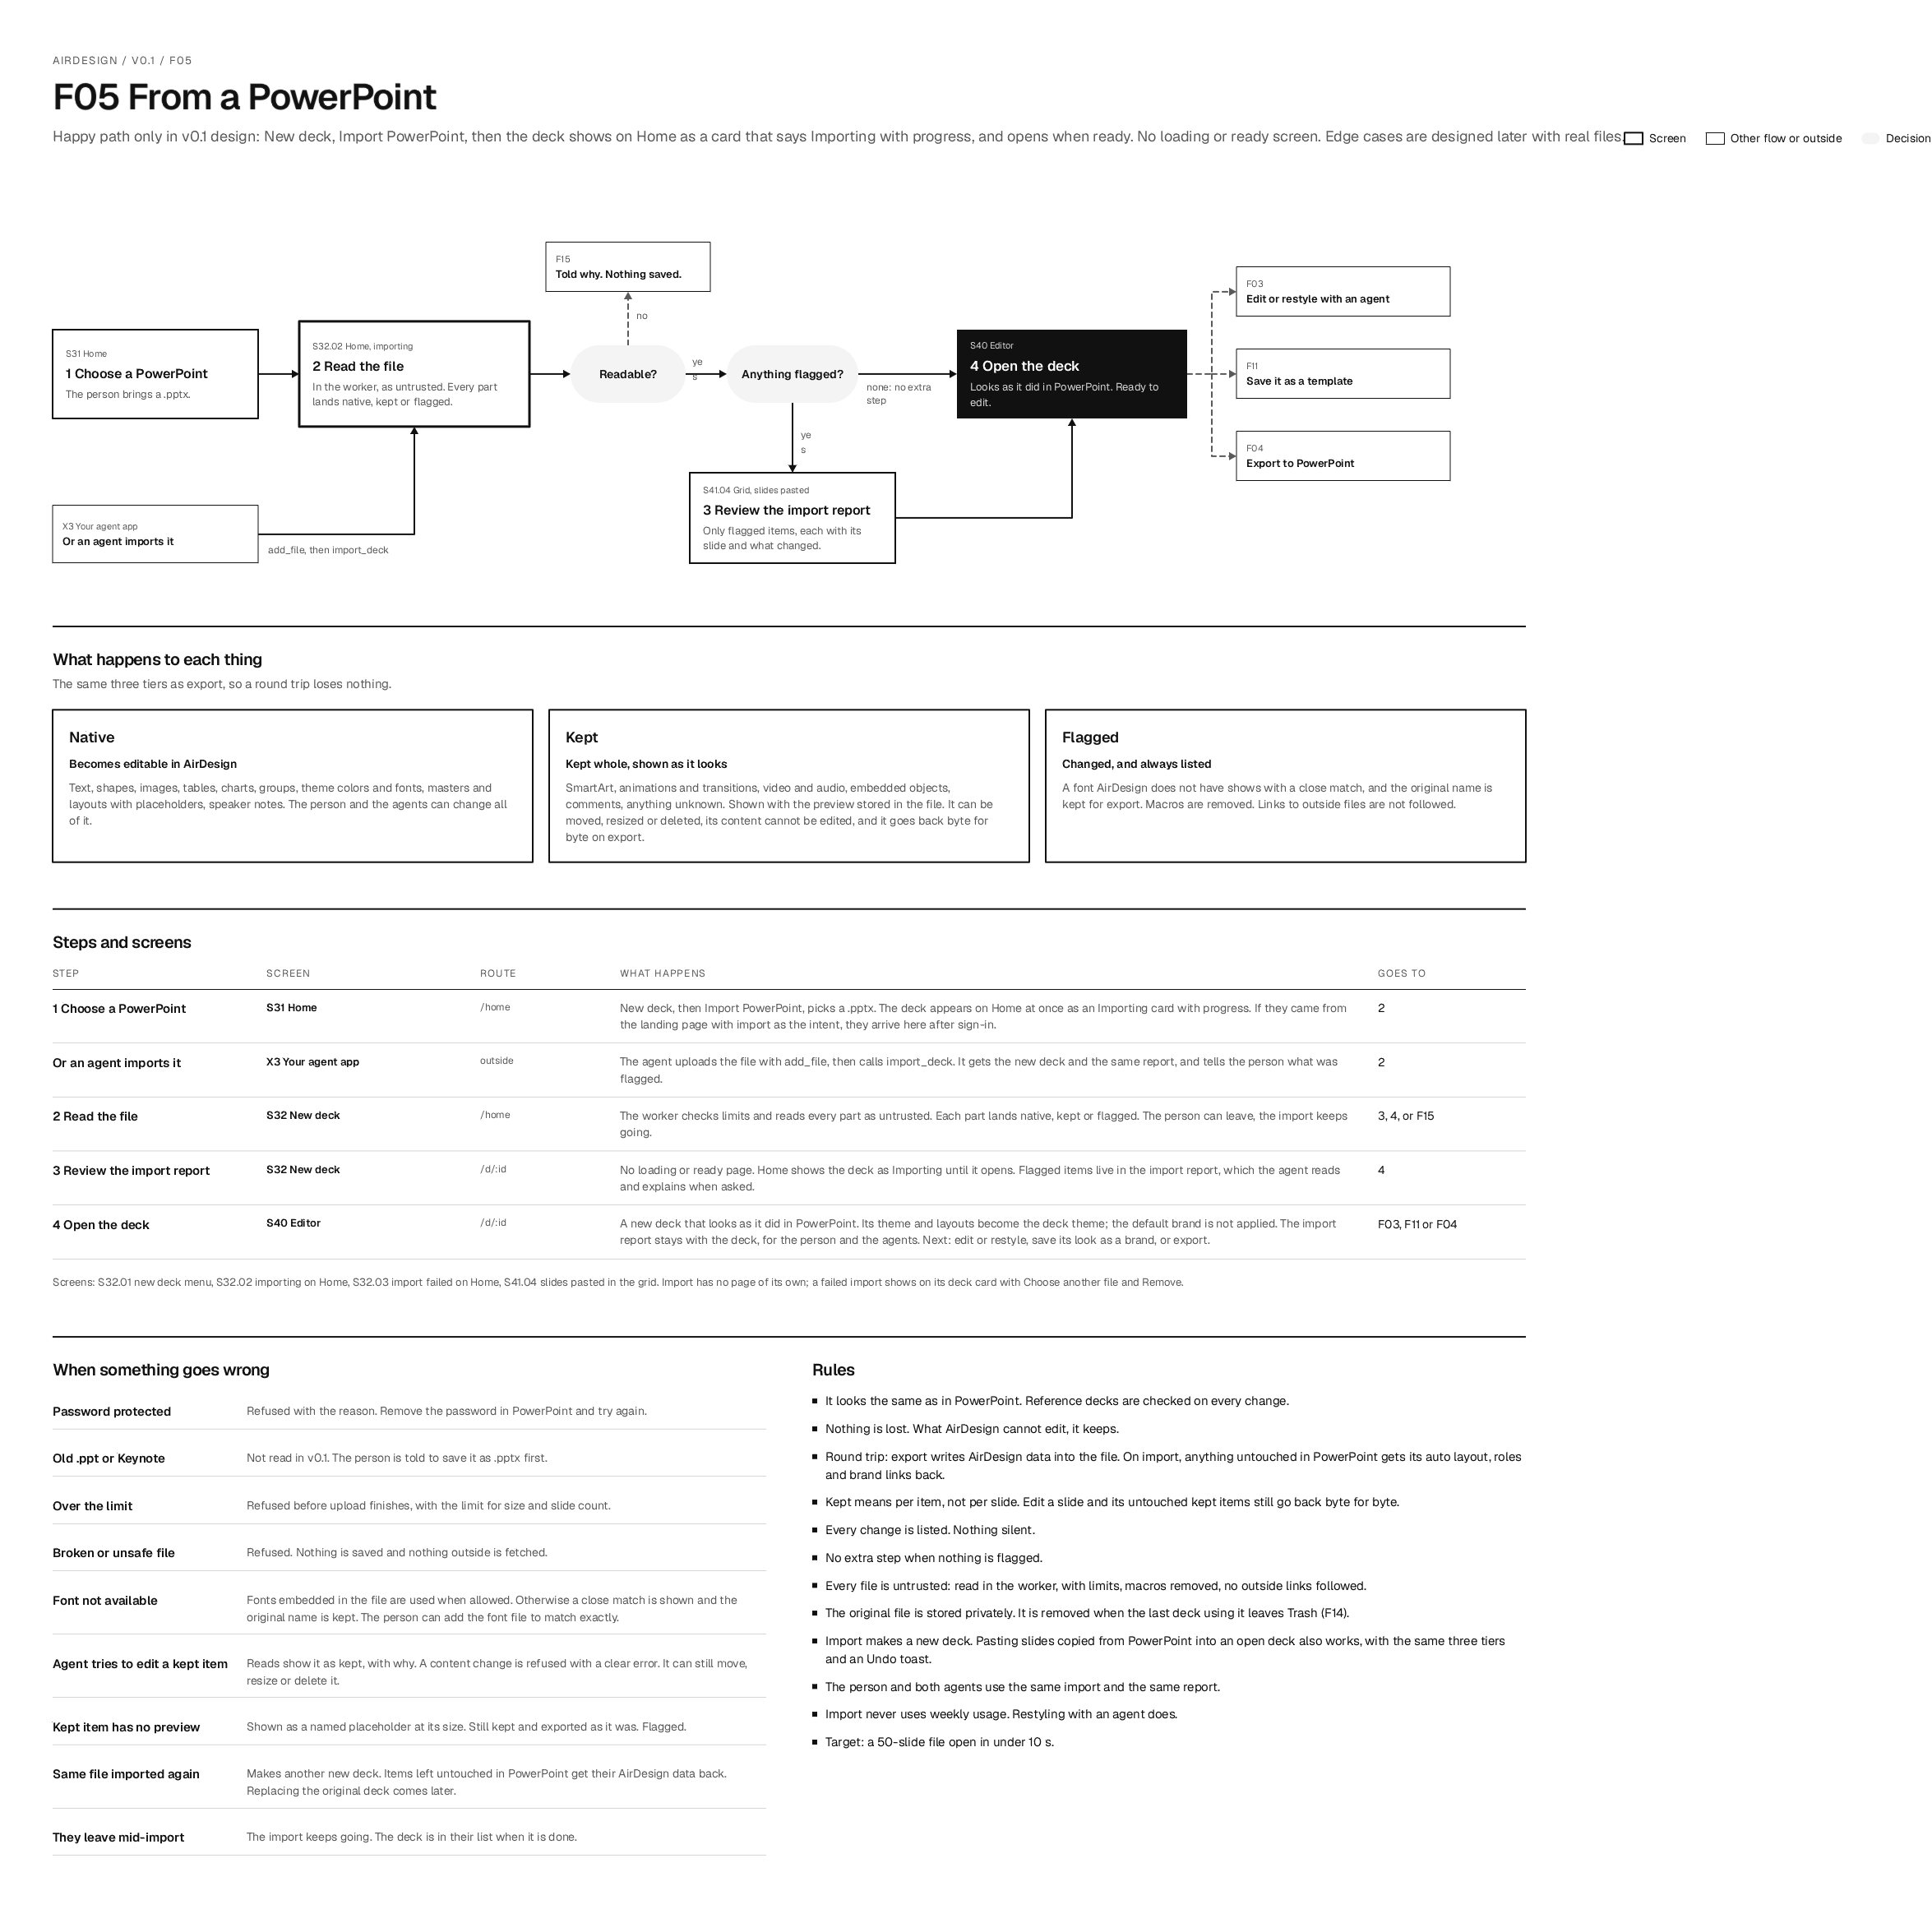 AIRDESIGN / V0.1 / F05
F05 From a PowerPoint
Happy path only in v0.1 design: New deck, Import PowerPoint, then the deck shows on Home as a card that says Importing with progress, and opens when ready. No loading or ready screen. Edge cases are designed later with real files.
Screen
Other flow or outside
Decision
F15
Told why. Nothing saved.
no
S31 Home
1 Choose a PowerPoint
The person brings a .pptx.
S32.02 Home, importing
2 Read the file
In the worker, as untrusted. Every part
lands native, kept or flagged.
Readable?
ye
s
Anything flagged?
none: no extra
step
ye
s
S40 Editor
4 Open the deck
Looks as it did in PowerPoint. Ready to
edit.
F03
Edit or restyle with an agent
F11
Save it as a template
F04
Export to PowerPoint
S41.04 Grid, slides pasted
3 Review the import report
Only flagged items, each with its
slide and what changed.
X3 Your agent app
Or an agent imports it
add_file, then import_deck
What happens to each thing
The same three tiers as export, so a round trip loses nothing.
Native
Becomes editable in AirDesign
Text, shapes, images, tables, charts, groups, theme colors and fonts, masters and
layouts with placeholders, speaker notes. The person and the agents can change all
of it.
Kept
Kept whole, shown as it looks
SmartArt, animations and transitions, video and audio, embedded objects,
comments, anything unknown. Shown with the preview stored in the file. It can be
moved, resized or deleted, its content cannot be edited, and it goes back byte for
byte on export.
Flagged
Changed, and always listed
A font AirDesign does not have shows with a close match, and the original name is
kept for export. Macros are removed. Links to outside files are not followed.
Steps and screens
STEP
SCREEN
ROUTE
WHAT HAPPENS
GOES TO
1 Choose a PowerPoint
S31 Home
/home
New deck, then Import PowerPoint, picks a .pptx. The deck appears on Home at once as an Importing card with progress. If they came from
the landing page with import as the intent, they arrive here after sign-in.
2
Or an agent imports it
X3 Your agent app
outside
The agent uploads the file with add_file, then calls import_deck. It gets the new deck and the same report, and tells the person what was
flagged.
2
2 Read the file
S32 New deck
/home
The worker checks limits and reads every part as untrusted. Each part lands native, kept or flagged. The person can leave, the import keeps
going.
3, 4, or F15
3 Review the import report
S32 New deck
/d/:id
No loading or ready page. Home shows the deck as Importing until it opens. Flagged items live in the import report, which the agent reads
and explains when asked.
4
4 Open the deck
S40 Editor
/d/:id
A new deck that looks as it did in PowerPoint. Its theme and layouts become the deck theme; the default brand is not applied. The import
report stays with the deck, for the person and the agents. Next: edit or restyle, save its look as a brand, or export.
F03, F11 or F04
Screens: S32.01 new deck menu, S32.02 importing on Home, S32.03 import failed on Home, S41.04 slides pasted in the grid. Import has no page of its own; a failed import shows on its deck card with Choose another file and Remove.
When something goes wrong
Password protected
Refused with the reason. Remove the password in PowerPoint and try again.
Old .ppt or Keynote
Not read in v0.1. The person is told to save it as .pptx first.
Over the limit
Refused before upload finishes, with the limit for size and slide count.
Broken or unsafe file
Refused. Nothing is saved and nothing outside is fetched.
Font not available
Fonts embedded in the file are used when allowed. Otherwise a close match is shown and the
original name is kept. The person can add the font file to match exactly.
Agent tries to edit a kept item
Reads show it as kept, with why. A content change is refused with a clear error. It can still move,
resize or delete it.
Kept item has no preview
Shown as a named placeholder at its size. Still kept and exported as it was. Flagged.
Same file imported again
Makes another new deck. Items left untouched in PowerPoint get their AirDesign data back.
Replacing the original deck comes later.
They leave mid-import
The import keeps going. The deck is in their list when it is done.
Rules
It looks the same as in PowerPoint. Reference decks are checked on every change.
Nothing is lost. What AirDesign cannot edit, it keeps.
Round trip: export writes AirDesign data into the file. On import, anything untouched in PowerPoint gets its auto layout, roles
and brand links back.
Kept means per item, not per slide. Edit a slide and its untouched kept items still go back byte for byte.
Every change is listed. Nothing silent.
No extra step when nothing is flagged.
Every file is untrusted: read in the worker, with limits, macros removed, no outside links followed.
The original file is stored privately. It is removed when the last deck using it leaves Trash (F14).
Import makes a new deck. Pasting slides copied from PowerPoint into an open deck also works, with the same three tiers
and an Undo toast.
The person and both agents use the same import and the same report.
Import never uses weekly usage. Restyling with an agent does.
Target: a 50-slide file open in under 10 s.